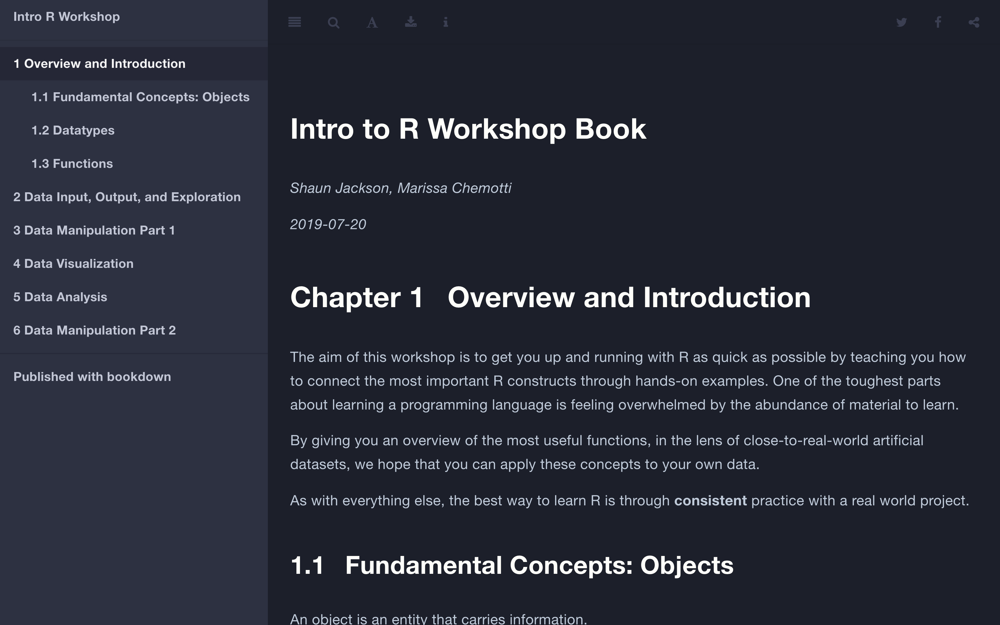 Intro R Workshop
1 Overview and Introduction
1.1 Fundamental Concepts: Objects
1.2 Datatypes
1.3 Functions
2 Data Input, Output, and Exploration
3 Data Manipulation Part 1
4 Data Visualization
5 Data Analysis
6 Data Manipulation Part 2
Published with bookdown
Intro to R Workshop Book
Shaun Jackson, Marissa Chemotti
2019-07-20
Chapter 1 Overview and Introduction
The aim of this workshop is to get you up and running with R as quick as possible by teaching you how
to connect the most important R constructs through hands-on examples. One of the toughest parts
about learning a programming language is feeling overwhelmed by the abundance of material to learn.
By giving you an overview of the most useful functions, in the lens of close-to-real-world artificial
datasets, we hope that you can apply these concepts to your own data.
As with everything else, the best way to learn R is through consistent practice with a real world project.
1.1 Fundamental Concepts: Objects
An object is an entity that carries information.